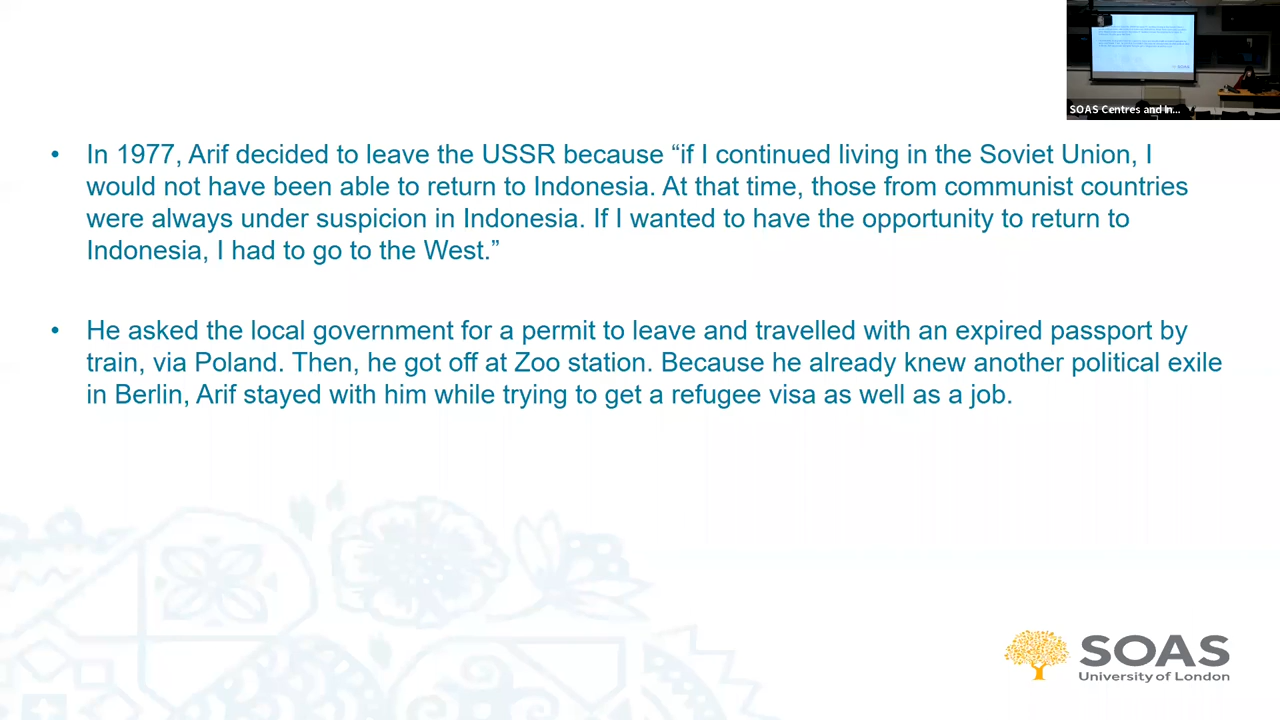 SOAS Centres and In...
• In 1977, Arif decided to leave the USSR because “if I continued living in the Soviet Union, I
would not have been able to return to Indonesia. At that time, those from communist countries
were always under suspicion in Indonesia. If I wanted to have the opportunity to return to
Indonesia, I had to go to the West.”
• He asked the local government for a permit to leave and travelled with an expired passport by
train, via Poland. Then, he got off at Zoo station. Because he already knew another political exile
in Berlin, Arif stayed with him while trying to get a refugee visa as well as a job.
SOAS
University of London